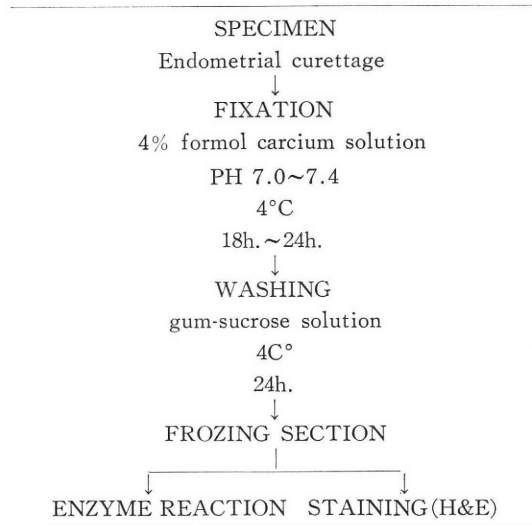 SPECIMEN
Endometrial curettage
FIXATION
4% formol carcium solution
PH 7.0~7.4
4°C
18h.~24h.
WASHING
gum-sucrose solution
4C°
24h.
FROZING SECTION
ENZYME REACTION STAINING(H&E)